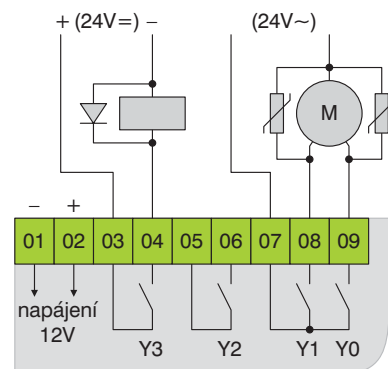 + (24V=) –
(24V~)
M
– +
01 02 03 04 05 06 07 08 09
napájení
12V
Y3 Y2 Y1 Y0